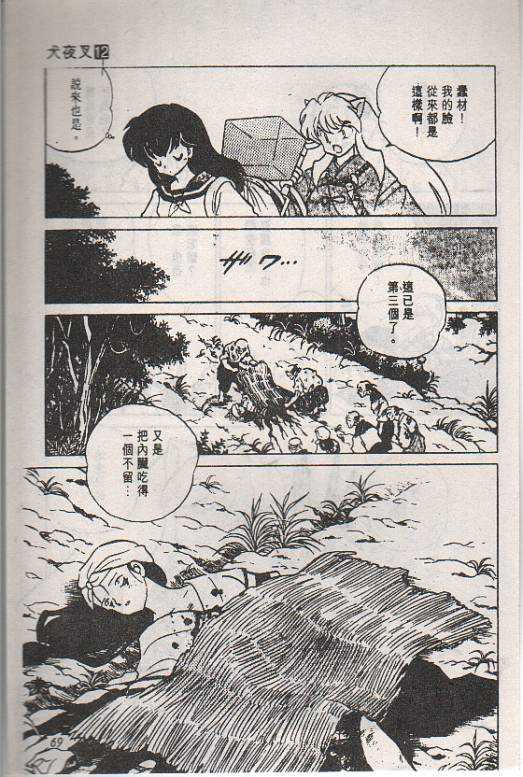 犬夜叉12
蠢材！
我的臉
從來都是
這樣啊！
說來也是。
ザワ…
這已是
第三個了。
又是
把內臟吃得
一個不留…
69